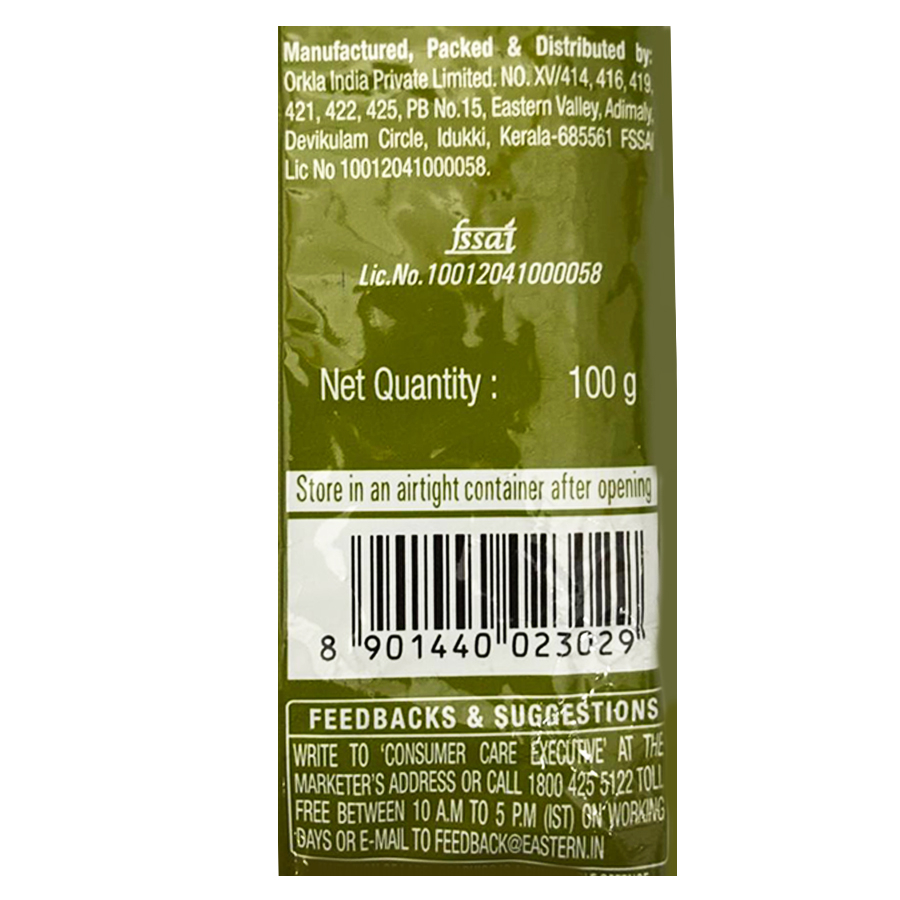 Manufactured, Packed & Distributed by:
Orkla India Private Limited. NO. XV/414, 416, 419,
421, 422, 425, PB No.15, Eastern Valley, Adimaly,
Devikulam Circle, Idukki, Kerala-685561 FSSAI
Lic No 10012041000058.
fssai
Lic.No.10012041000058
Net Quantity : 100 g
Store in an airtight container after opening
8 901440 023029
FEEDBACKS & SUGGESTIONS
WRITE TO 'CONSUMER CARE EXECUTIVE' AT THE
MARKETER'S ADDRESS OR CALL 1800 425 5122 TOLL
FREE BETWEEN 10 A.M TO 5 P.M (IST) ON WORKING
DAYS OR E-MAIL TO FEEDBACK@EASTERN.IN